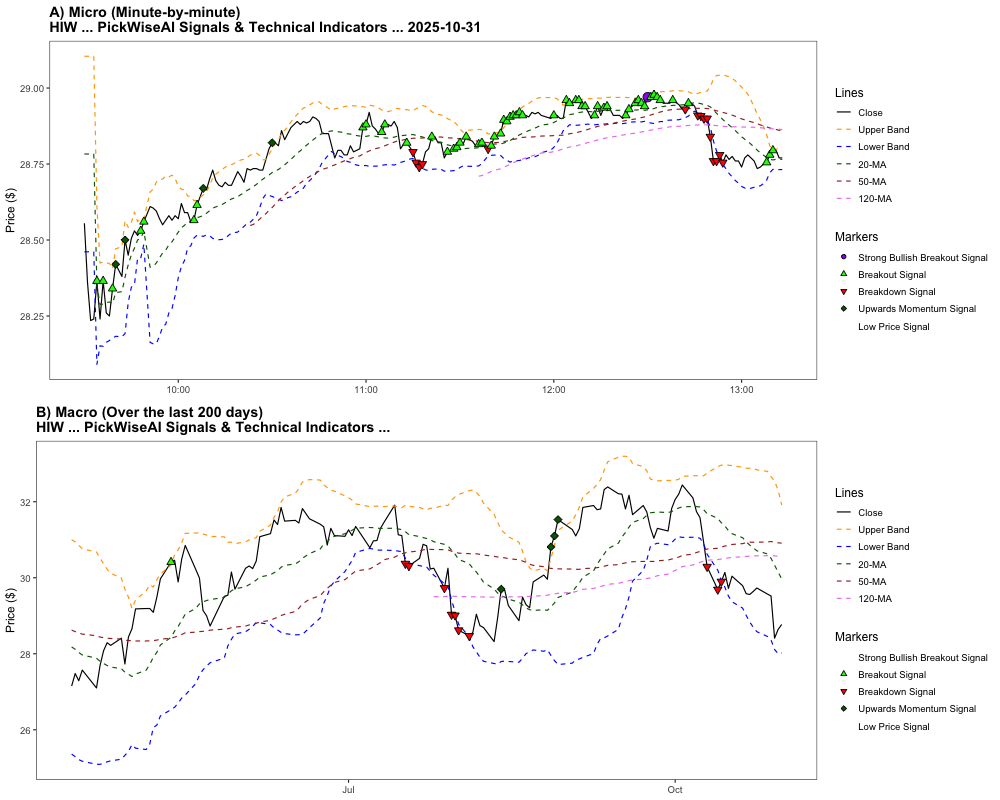 A) Micro (Minute-by-minute)
HIW ... PickWiseAI Signals & Technical Indicators ... 2025-10-31
Price ($)
29.00
28.75
28.50
28.25
10:00
11:00
12:00
13:00
Lines
Close
Upper Band
Lower Band
20-MA
50-MA
120-MA
Markers
Strong Bullish Breakout Signal
Breakout Signal
Breakdown Signal
Upwards Momentum Signal
Low Price Signal
B) Macro (Over the last 200 days)
HIW ... PickWiseAI Signals & Technical Indicators ...
Price ($)
32
30
28
26
Jul
Oct
Lines
Close
Upper Band
Lower Band
20-MA
50-MA
120-MA
Markers
Strong Bullish Breakout Signal
Breakout Signal
Breakdown Signal
Upwards Momentum Signal
Low Price Signal